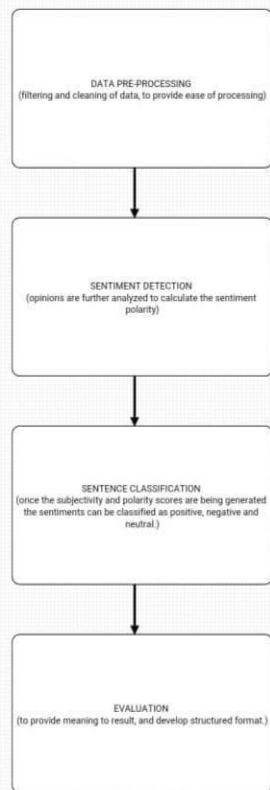 DATA PRE-PROCESSING
(filtering and cleaning of data, to provide ease of processing)
SENTIMENT DETECTION
(opinions are further analyzed to calculate the sentiment
polarity)
SENTENCE CLASSIFICATION
(once the subjectivity and polarity scores are being generated
the sentiments can be classified as positive, negative and
neutral.)
EVALUATION
(to provide meaning to result, and develop structured format.)